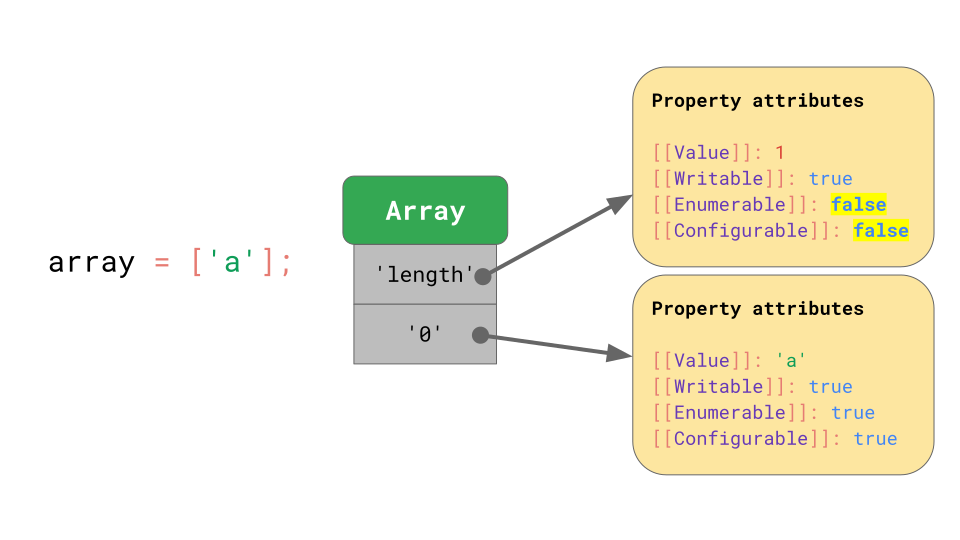 array = ['a'];
Array
'length'
'0'
Property attributes
[[Value]]: 1
[[Writable]]: true
[[Enumerable]]: false
[[Configurable]]: false
Property attributes
[[Value]]: 'a'
[[Writable]]: true
[[Enumerable]]: true
[[Configurable]]: true